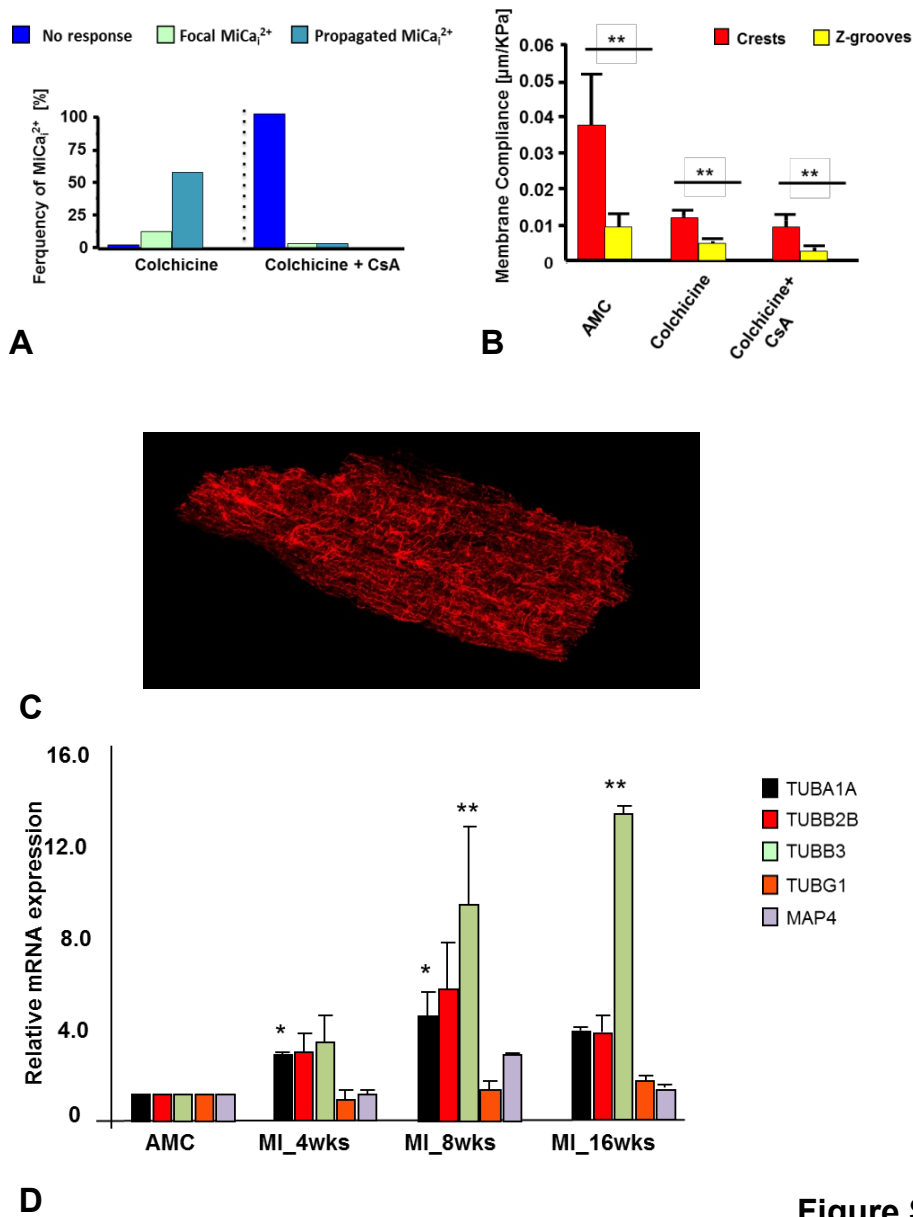 No response Focal MiCaᵢ²⁺ Propagated MiCaᵢ²⁺
Ferquency of MiCaᵢ²⁺ [%]
100
75
50
25
0
Colchicine Colchicine + CsA
A
Crests Z-grooves
Membrane Compliance [µm/KPa]
0.06
0.05
0.04
0.03
0.02
0.01
0
**
**
**
AMC
Colchicine
Colchicine+
CsA
B
C
Relative mRNA expression
16.0
12.0
8.0
4.0
0
*
*
**
**
AMC MI_4wks MI_8wks MI_16wks
TUBA1A
TUBB2B
TUBB3
TUBG1
MAP4
D
Figure